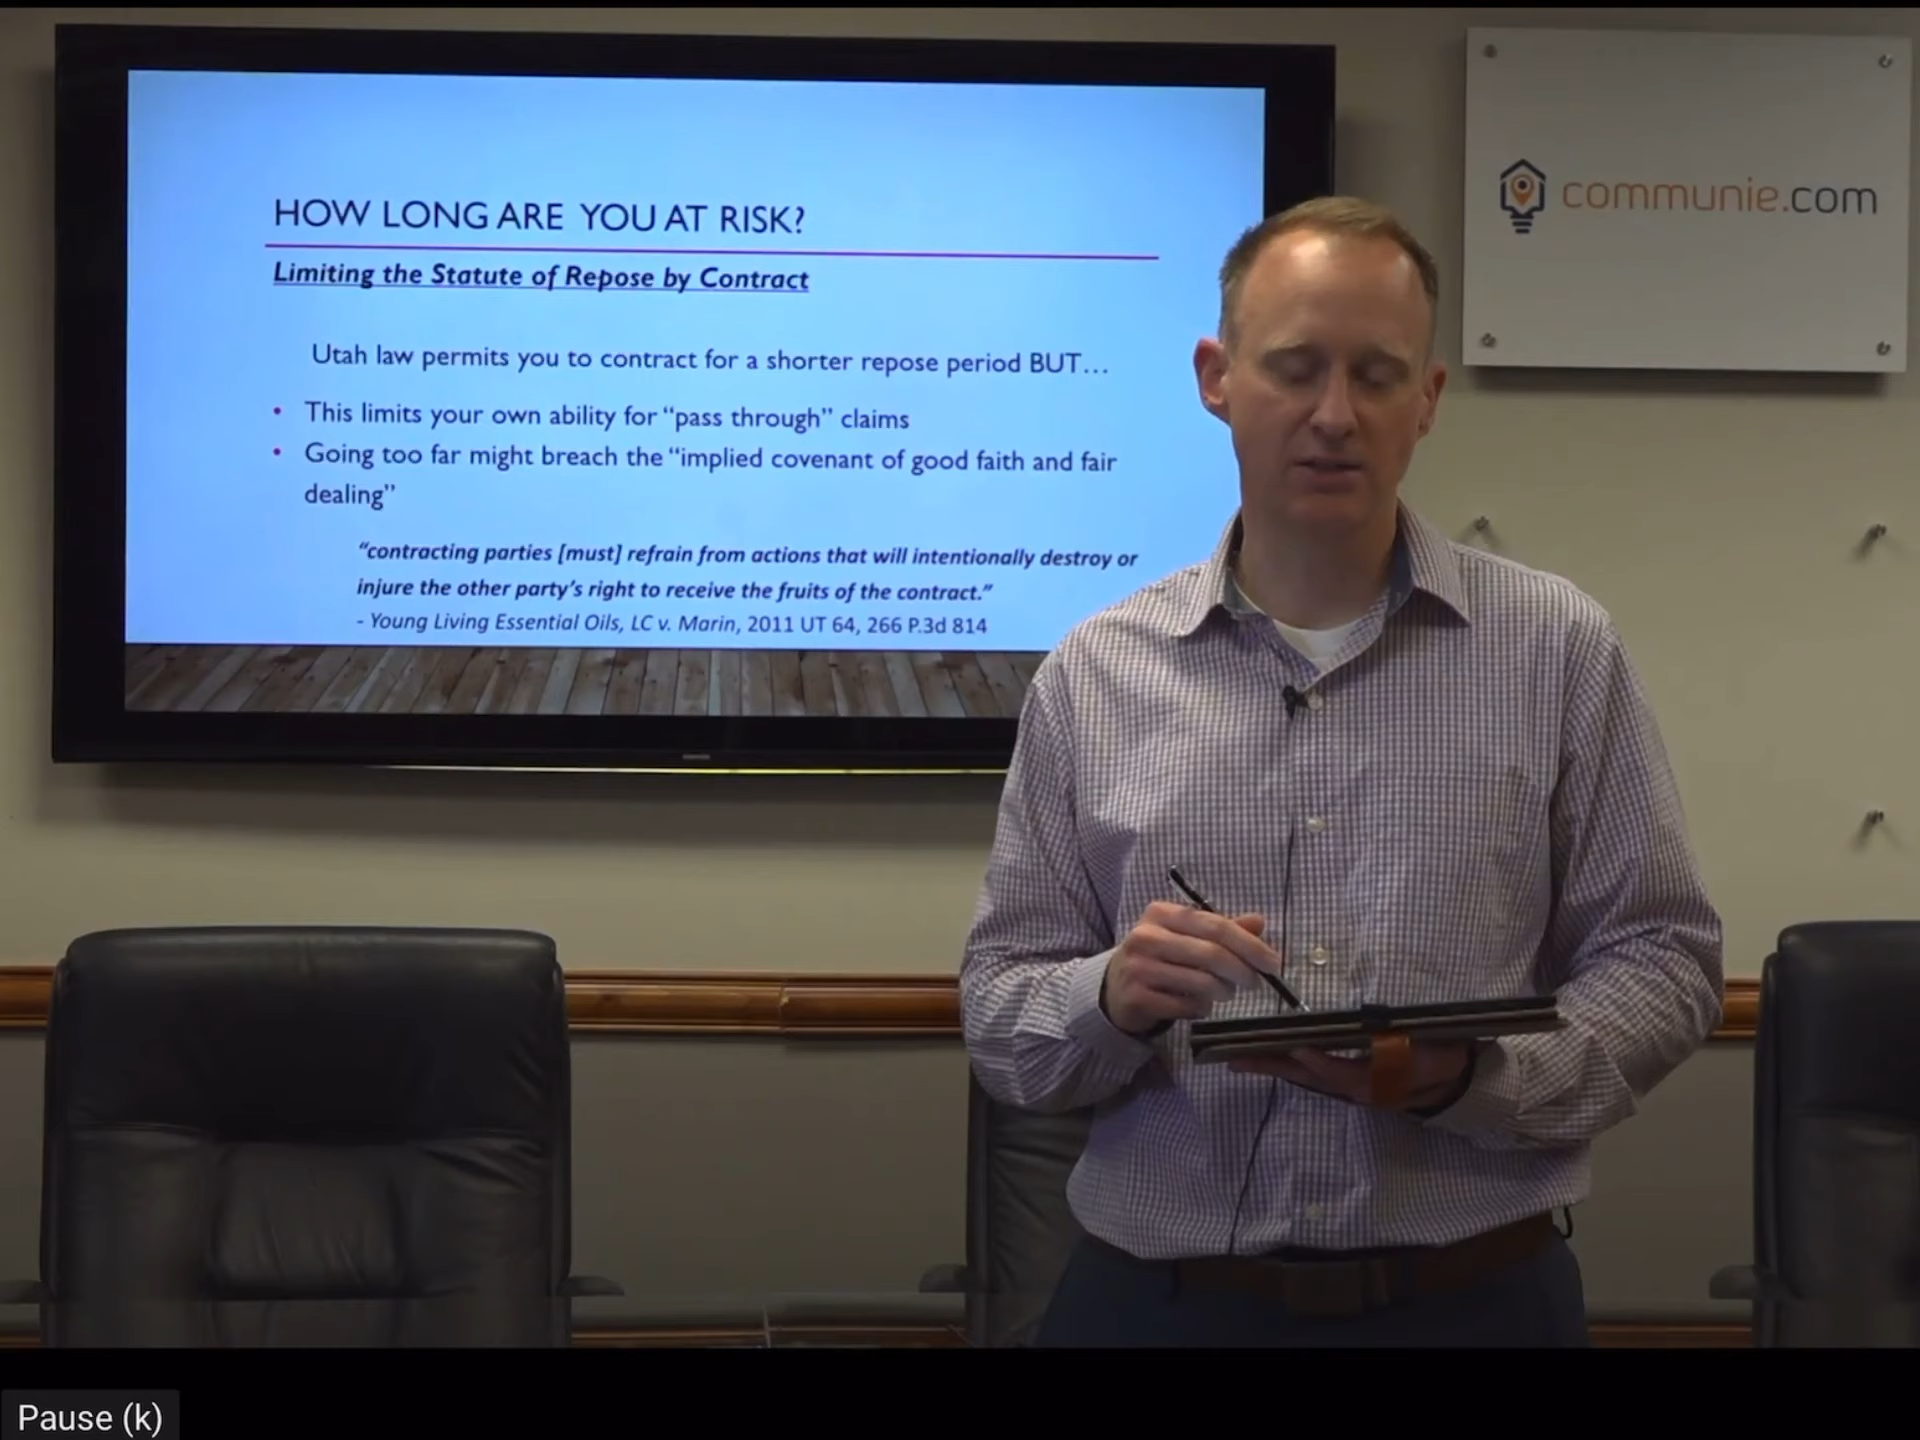 HOW LONG ARE YOU AT RISK?
Limiting the Statute of Repose by Contract
Utah law permits you to contract for a shorter repose period BUT...
• This limits your own ability for “pass through” claims
• Going too far might breach the “implied covenant of good faith and fair
dealing”
“contracting parties [must] refrain from actions that will intentionally destroy or
injure the other party’s right to receive the fruits of the contract.”
- Young Living Essential Oils, LC v. Marin, 2011 UT 64, 266 P.3d 814
communie.com
Pause (k)